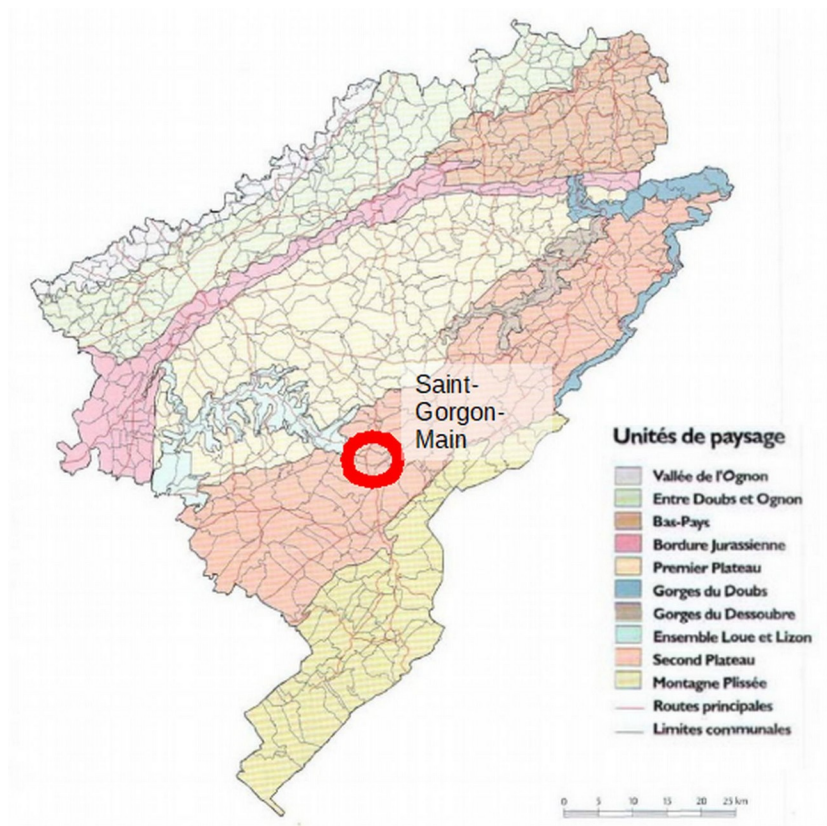 Saint-
Gorgon-
Main
Unités de paysage
Vallée de l'Ognon
Entre Doubs et Ognon
Bas-Pays
Bordure Jurassienne
Premier Plateau
Gorges du Doubs
Gorges du Dessoubre
Ensemble Loue et Lizon
Second Plateau
Montagne Plissée
Routes principales
Limites communales
0 5 10 15 20 25 km